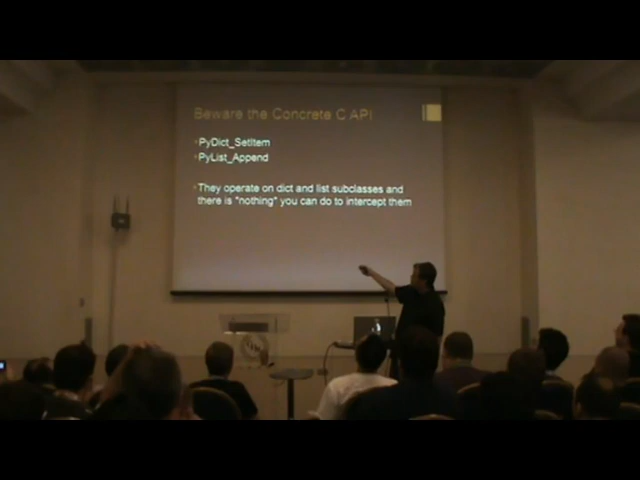 Beware the Concrete C API
PyDict_SetItem
PyList_Append
They operate on dict and list subclasses and
there is "nothing" you can do to intercept them